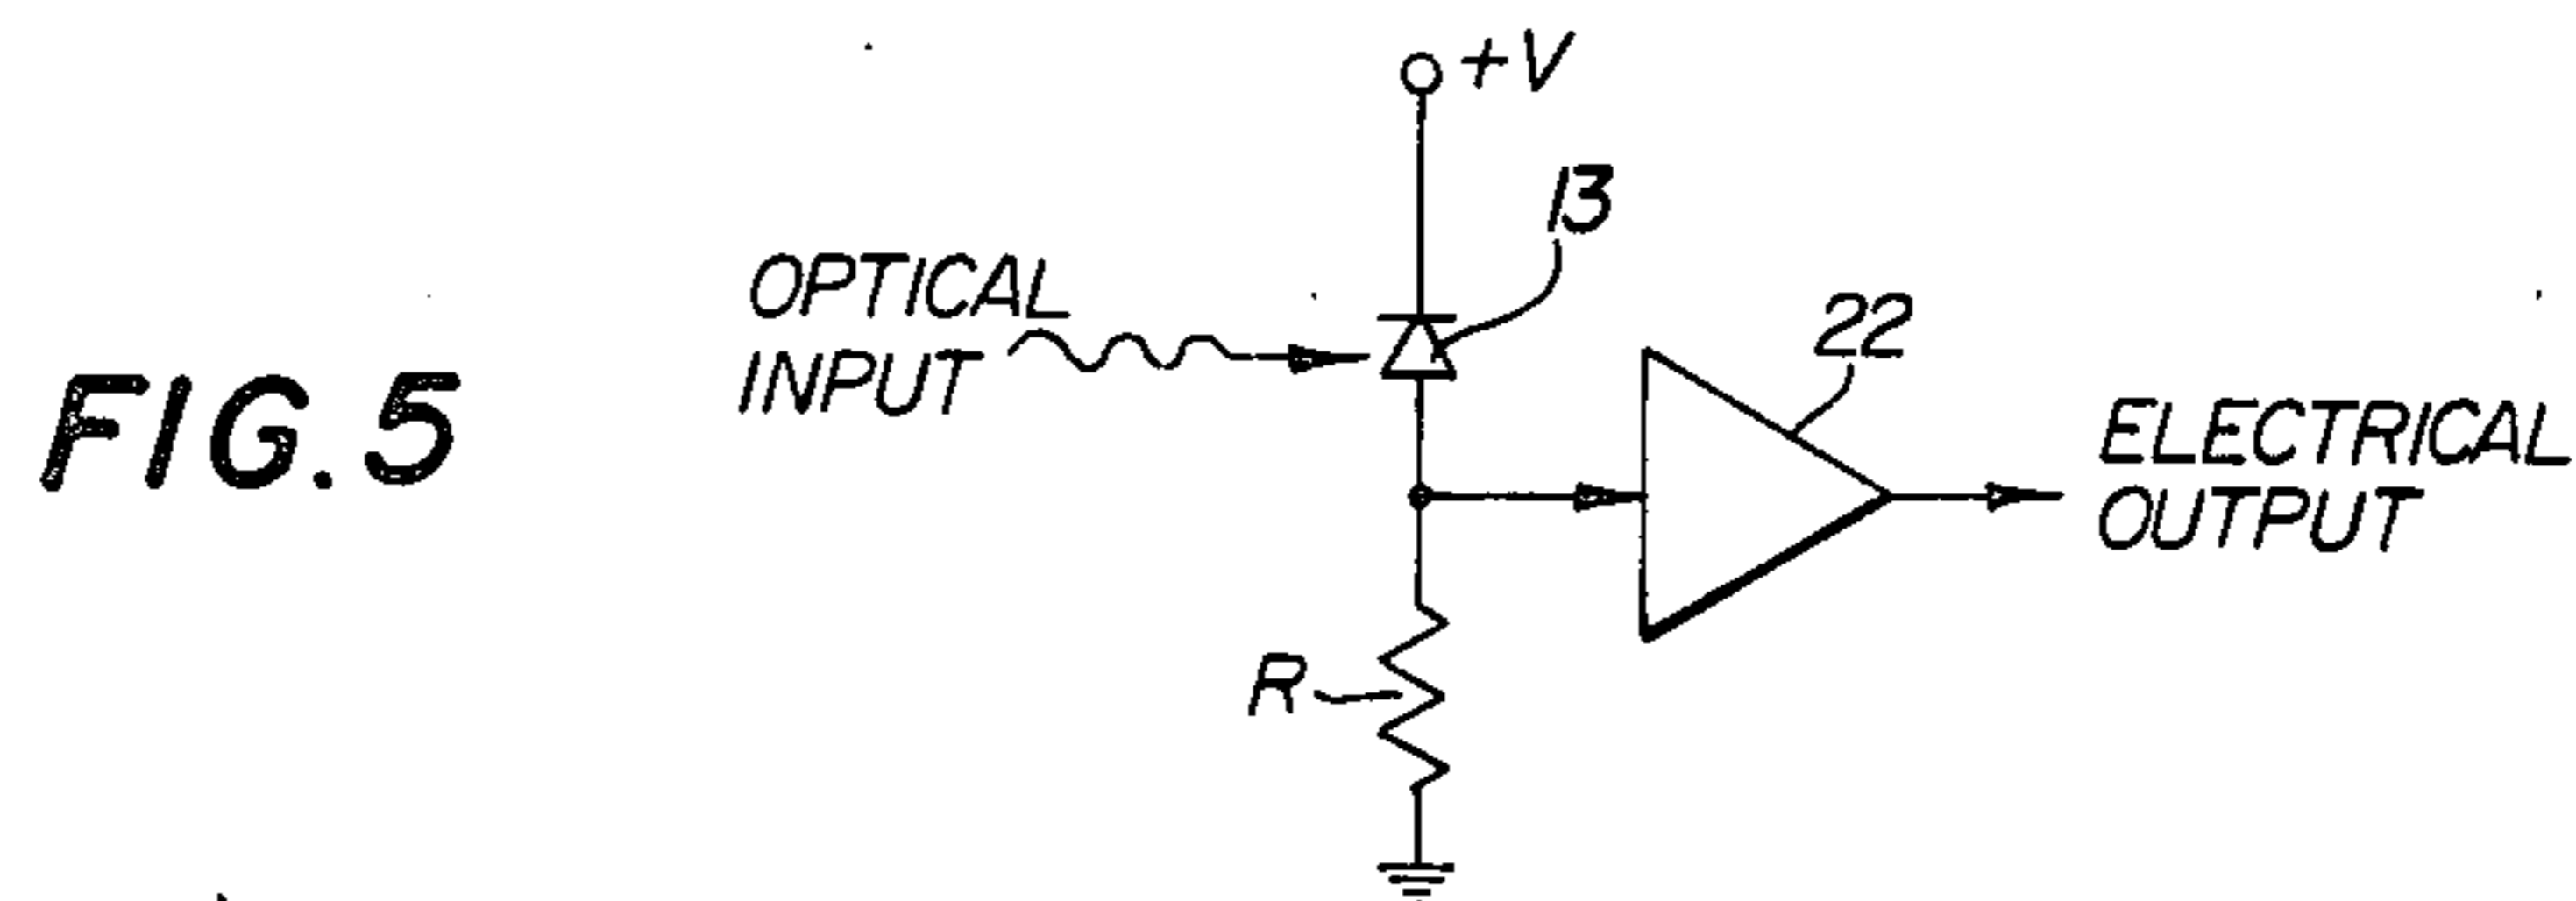 +V
13
OPTICAL
INPUT
22
FIG.5
ELECTRICAL
OUTPUT
R